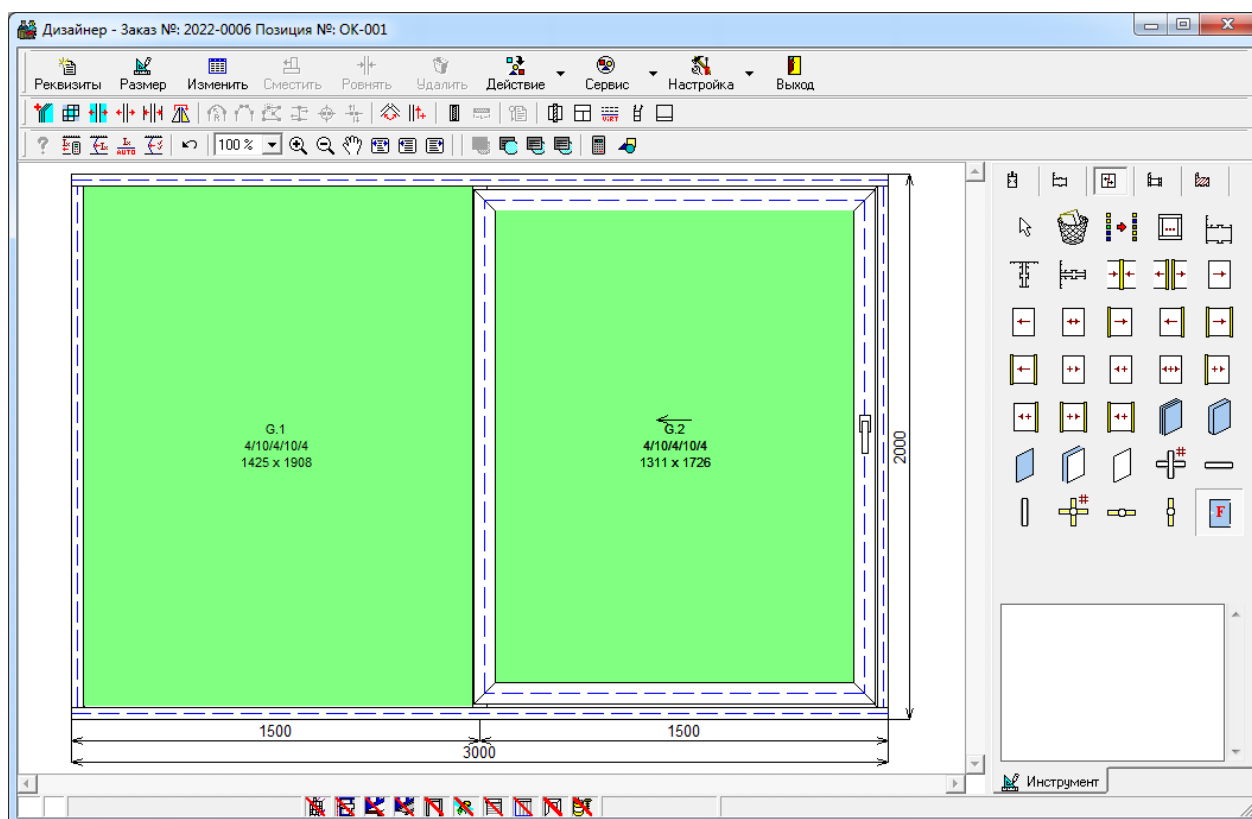 Дизайнер - Заказ №: 2022-0006 Позиция №: ОК-001
Реквизиты Размер Изменить Сместить Ровнять Удалить Действие Сервис Настройка Выход
VIRT
AUTO
100 %
G.1
4/10/4/10/4
1425 x 1908
G.2
4/10/4/10/4
1311 x 1726
2000
1500
1500
3000
F
Инструмент